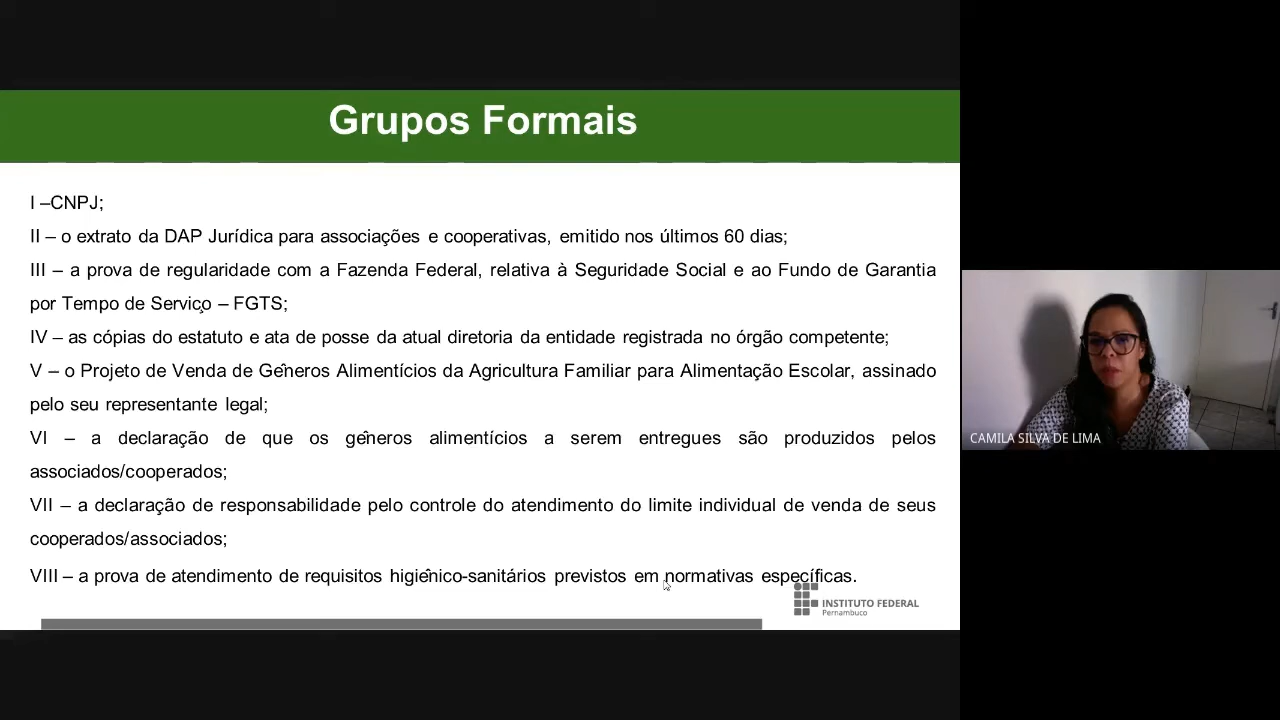 Grupos Formais
I –CNPJ;
II – o extrato da DAP Jurídica para associações e cooperativas, emitido nos últimos 60 dias;
III – a prova de regularidade com a Fazenda Federal, relativa à Seguridade Social e ao Fundo de Garantia
por Tempo de Serviço – FGTS;
IV – as cópias do estatuto e ata de posse da atual diretoria da entidade registrada no órgão competente;
V – o Projeto de Venda de Gêneros Alimentícios da Agricultura Familiar para Alimentação Escolar, assinado
pelo seu representante legal;
VI – a declaração de que os gêneros alimentícios a serem entregues são produzidos pelos
associados/cooperados;
VII – a declaração de responsabilidade pelo controle do atendimento do limite individual de venda de seus
cooperados/associados;
VIII – a prova de atendimento de requisitos higiênico-sanitários previstos em normativas específicas.
INSTITUTO FEDERAL
Pernambuco
CAMILA SILVA DE LIMA